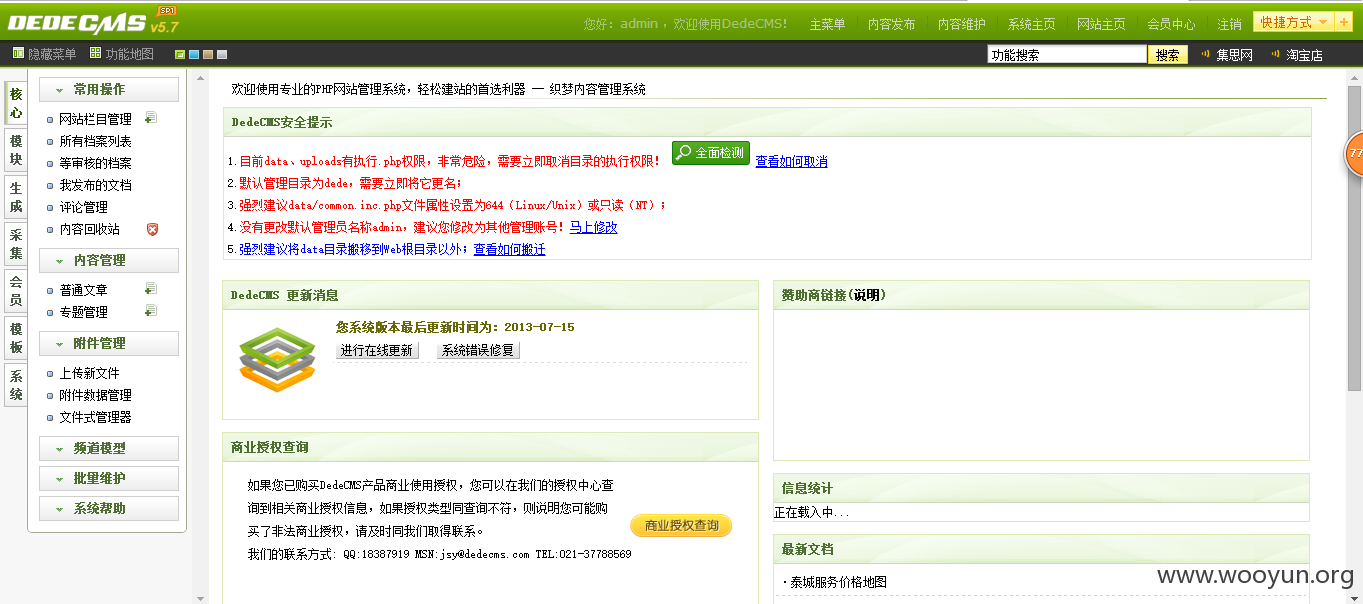 DEDECMS v5.7 SP1
您好：admin ，欢迎使用DedeCMS! 主菜单 内容发布 内容维护 系统主页 网站主页 会员中心 注销 快捷方式 +
隐藏菜单 功能地图 功能搜索 搜索 集思网 淘宝店
核心
模块
生成
采集
会员
模板
系统
常用操作
网站栏目管理
所有档案列表
等审核的档案
我发布的文档
评论管理
内容回收站
内容管理
普通文章
专题管理
附件管理
上传新文件
附件数据管理
文件式管理器
频道模型
批量维护
系统帮助
欢迎使用专业的PHP网站管理系统，轻松建站的首选利器 — 织梦内容管理系统
DedeCMS安全提示
1.目前data、uploads有执行.php权限，非常危险，需要立即取消目录的执行权限！ 全面检测 查看如何取消
2.默认管理目录为dede，需要立即将它更名；
3.强烈建议data/common.inc.php文件属性设置为644（Linux/Unix）或只读（NT）；
4.没有更改默认管理员名称admin，建议您修改为其他管理账号！马上修改
5.强烈建议将data目录搬移到Web根目录以外；查看如何搬迁
77
DedeCMS 更新消息
您系统版本最后更新时间为：2013-07-15
进行在线更新 系统错误修复
赞助商链接(说明)
商业授权查询
如果您已购买DedeCMS产品商业使用授权，您可以在我们的授权中心查
询到相关商业授权信息，如果授权类型同查询不符，则说明您可能购
买了非法商业授权，请及时同我们取得联系。
我们的联系方式：QQ:18387919 MSN:jsy@dedecms.com TEL:021-37788569
商业授权查询
信息统计
正在载入中...
最新文档
·泰城服务价格地图
www.wooyun.org